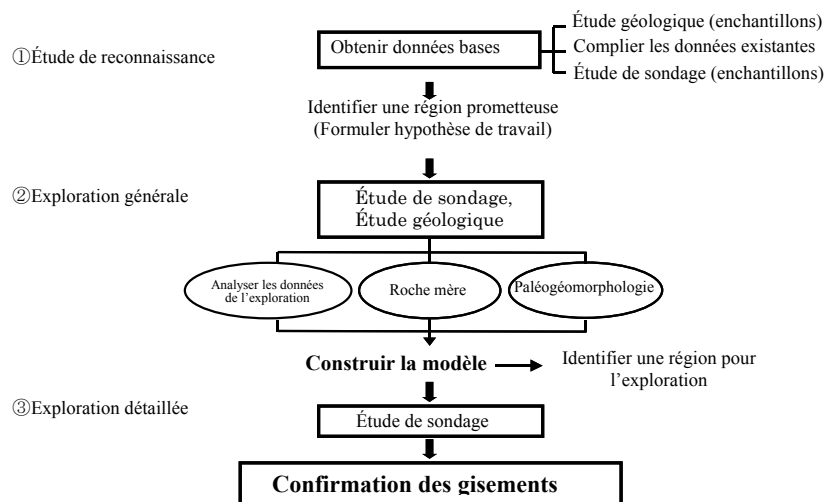 ①Étude de reconnaissance
Obtenir données bases
Étude géologique (enchantillons)
Complier les données existantes
Étude de sondage (enchantillons)
Identifier une région prometteuse
(Formuler hypothèse de travail)
②Exploration générale
Étude de sondage,
Étude géologique
Analyser les données
de l’exploration
Roche mère
Paléogéomorphologie
Construir la modèle
Identifier une région pour
l’exploration
③Exploration détaillée
Étude de sondage
Confirmation des gisements